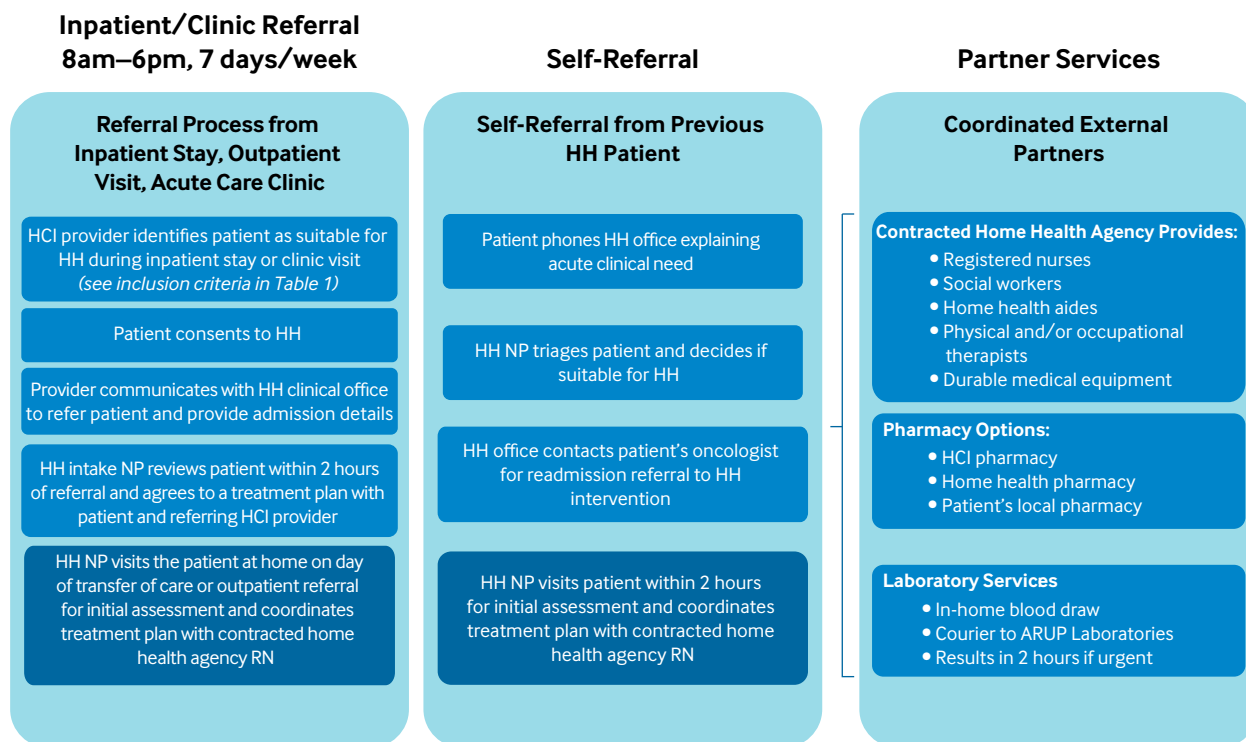 Inpatient/Clinic Referral
8am–6pm, 7 days/week
Referral Process from
Inpatient Stay, Outpatient
Visit, Acute Care Clinic
HCI provider identifies patient as suitable for
HH during inpatient stay or clinic visit
(see inclusion criteria in Table 1)
Patient consents to HH
Provider communicates with HH clinical office
to refer patient and provide admission details
HH intake NP reviews patient within 2 hours
of referral and agrees to a treatment plan with
patient and referring HCI provider
HH NP visits the patient at home on day
of transfer of care or outpatient referral
for initial assessment and coordinates
treatment plan with contracted home
health agency RN
Self-Referral
Self-Referral from Previous
HH Patient
Patient phones HH office explaining
acute clinical need
HH NP triages patient and decides if
suitable for HH
HH office contacts patient’s oncologist
for readmission referral to HH
intervention
HH NP visits patient within 2 hours
for initial assessment and coordinates
treatment plan with contracted home
health agency RN
Partner Services
Coordinated External
Partners
Contracted Home Health Agency Provides:
• Registered nurses
• Social workers
• Home health aides
• Physical and/or occupational
therapists
• Durable medical equipment
Pharmacy Options:
• HCI pharmacy
• Home health pharmacy
• Patient’s local pharmacy
Laboratory Services
• In-home blood draw
• Courier to ARUP Laboratories
• Results in 2 hours if urgent